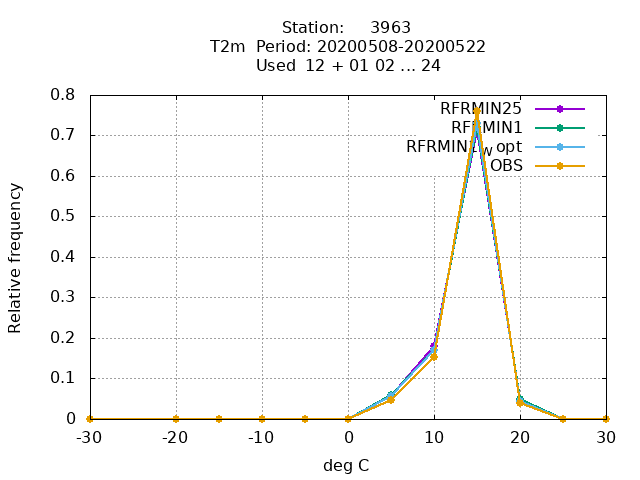 Station: 3963
T2m Period: 20200508-20200522
Used 12 + 01 02 ... 24
0.8
0.7
0.6
0.5
0.4
0.3
0.2
0.1
0
-30
-20
-10
0
10
20
30
Relative frequency
deg C
RFRMIN25
RFRMIN1
opt
OBS